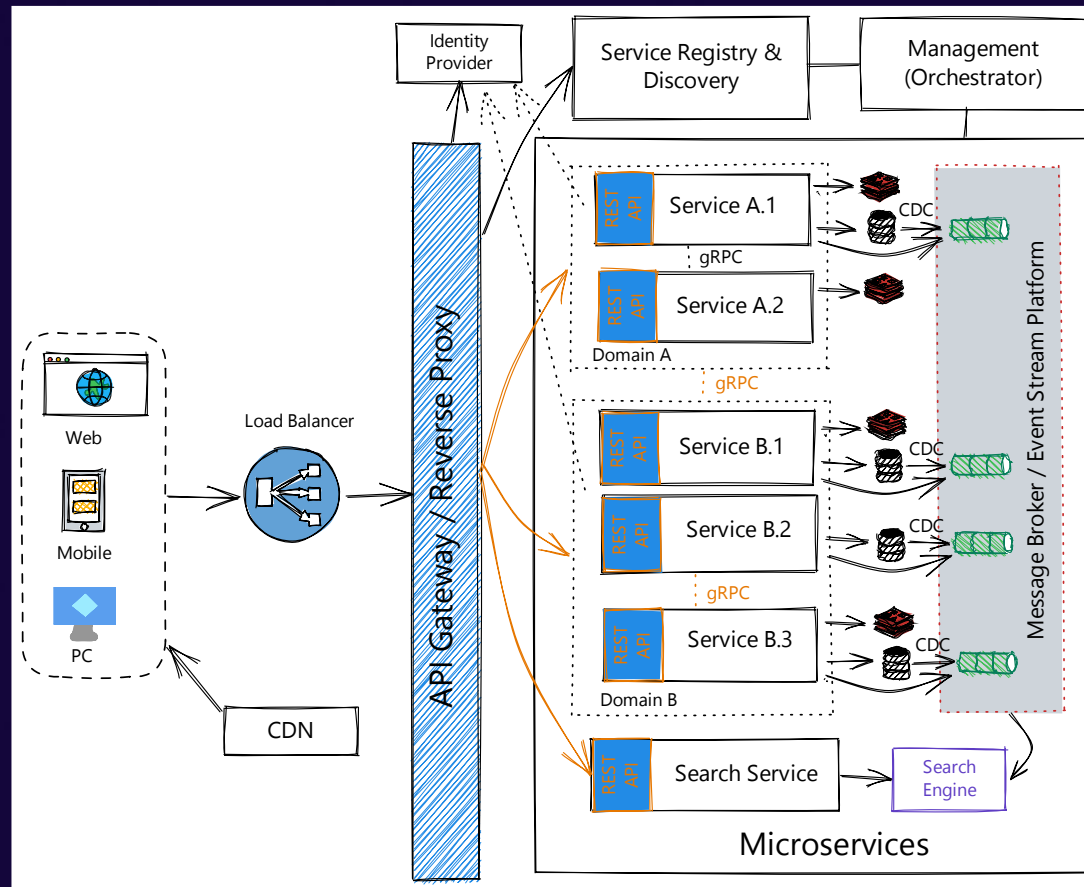 Identity
Provider
Service Registry &
Discovery
Management
(Orchestrator)
Web
Mobile
PC
CDN
Load Balancer
API Gateway / Reverse Proxy
REST
API
Service A.1
CDC
gRPC
REST
API
Service A.2
Domain A
gRPC
REST
API
Service B.1
CDC
REST
API
Service B.2
CDC
gRPC
REST
API
Service B.3
CDC
Domain B
Message Broker / Event Stream Platform
REST
API
Search Service
Search
Engine
Microservices